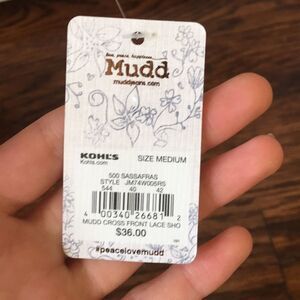 love. peace. happiness.
Mudd
muddjeans.com
KOHL'S
Kohls.com
SIZE MEDIUM
500 SASSAFRAS
STYLE JM74W005RS
544 40 42
4 00340 26681 2
MUDD CROSS FRONT LACE SHO
$36.00
#peacelovemudd